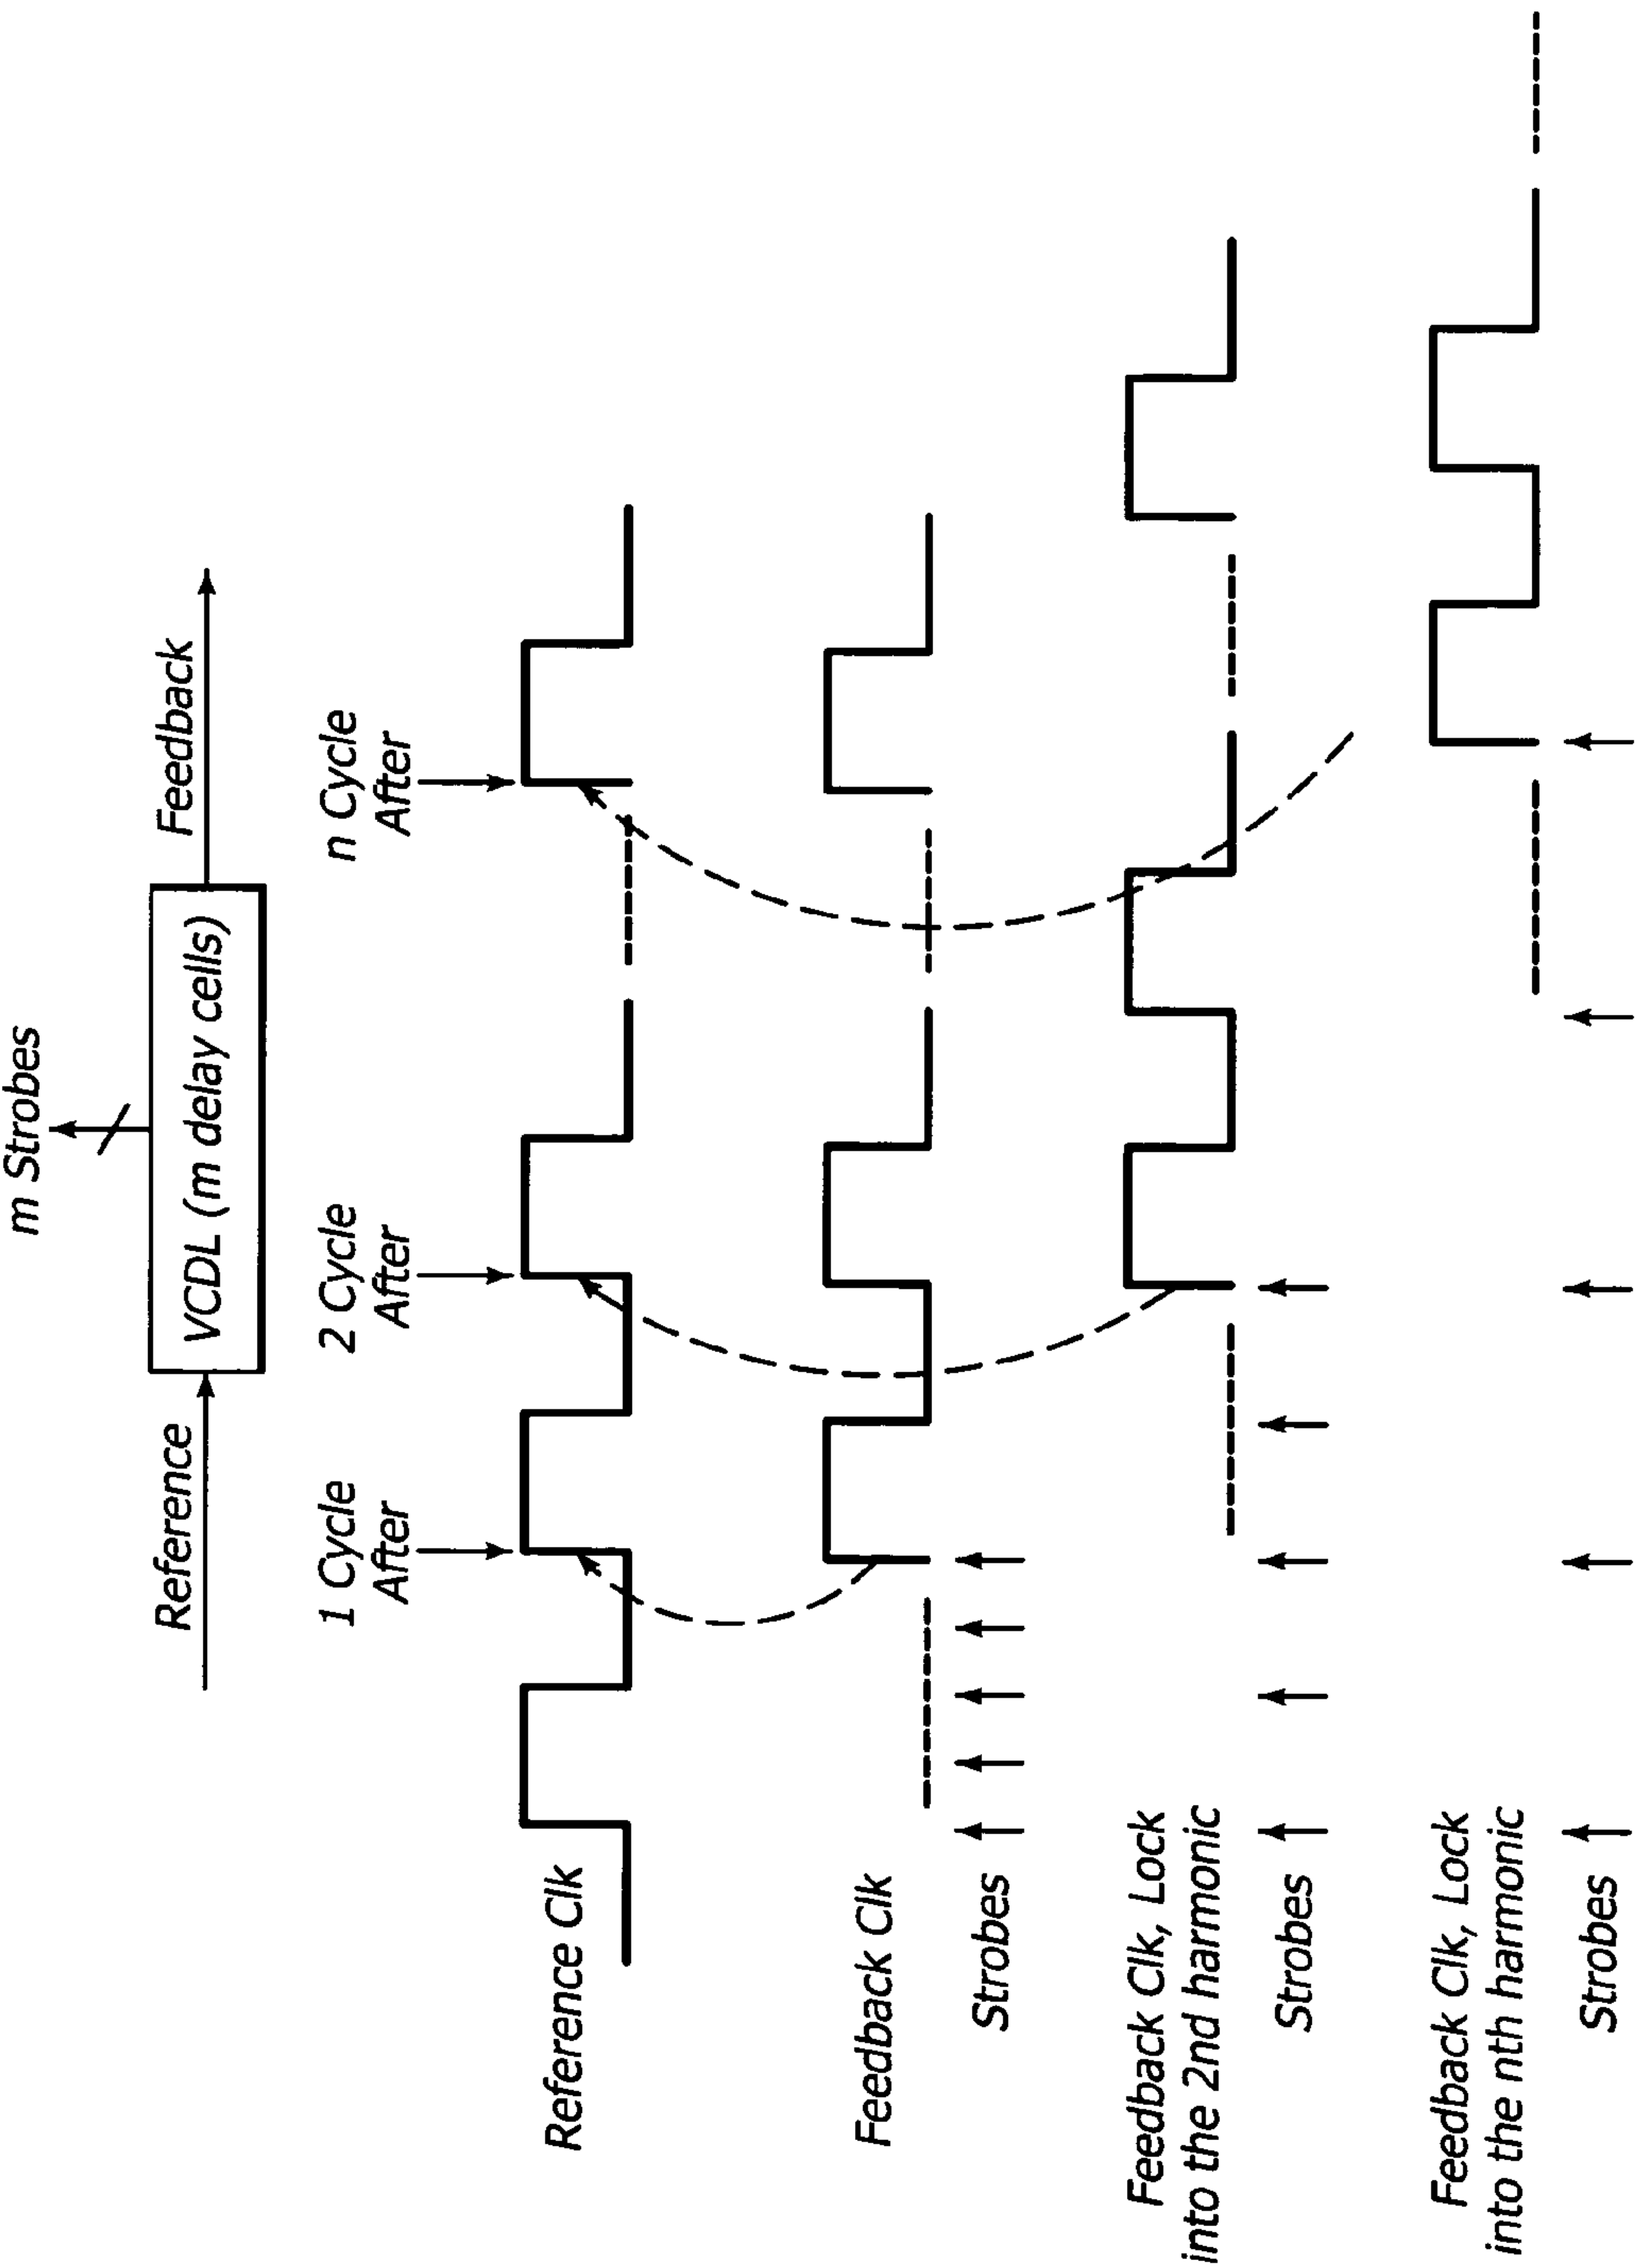 m Strobes
Reference
VCDL (m delay cells)
Feedback
1 Cycle
After
2 Cycle
After
n Cycle
After
Reference Clk
Feedback Clk
Strobes
Feedback Clk, Lock
into the 2nd harmonic
Strobes
Feedback Clk, Lock
into the nth harmonic
Strobes